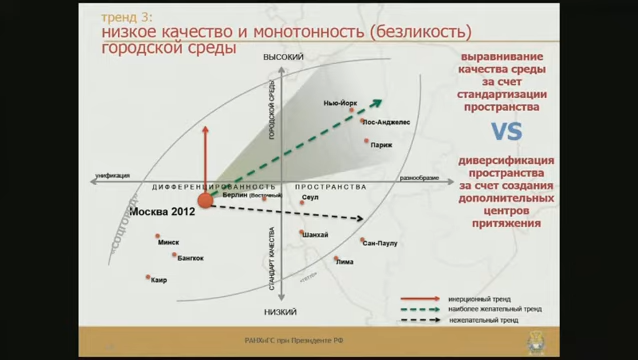 тренд 3:
низкое качество и монотонность (безликость)
городской среды
ВЫСОКИЙ
выравнивание
качества среды
за счет
стандартизации
пространства
VS
диверсификация
пространства
за счет создания
дополнительных
центров
притяжения
ГОРОДСКОЙ СРЕДЫ
Нью-Йорк
Лос-Анджелес
Париж
унификация
разнообразие
ДИФФЕРЕНЦИРОВАННОСТЬ
ПРОСТРАНСТВА
Берлин (Восточный)
Сеул
Москва 2012
«СОЦГОРОД»
Минск
Бангкок
Каир
СТАНДАРТ КАЧЕСТВА
Шанхай
Сан-Паулу
Лима
НИЗКИЙ
инерционный тренд
наиболее желательный тренд
нежелательный тренд
РАНХиГС при Президенте РФ